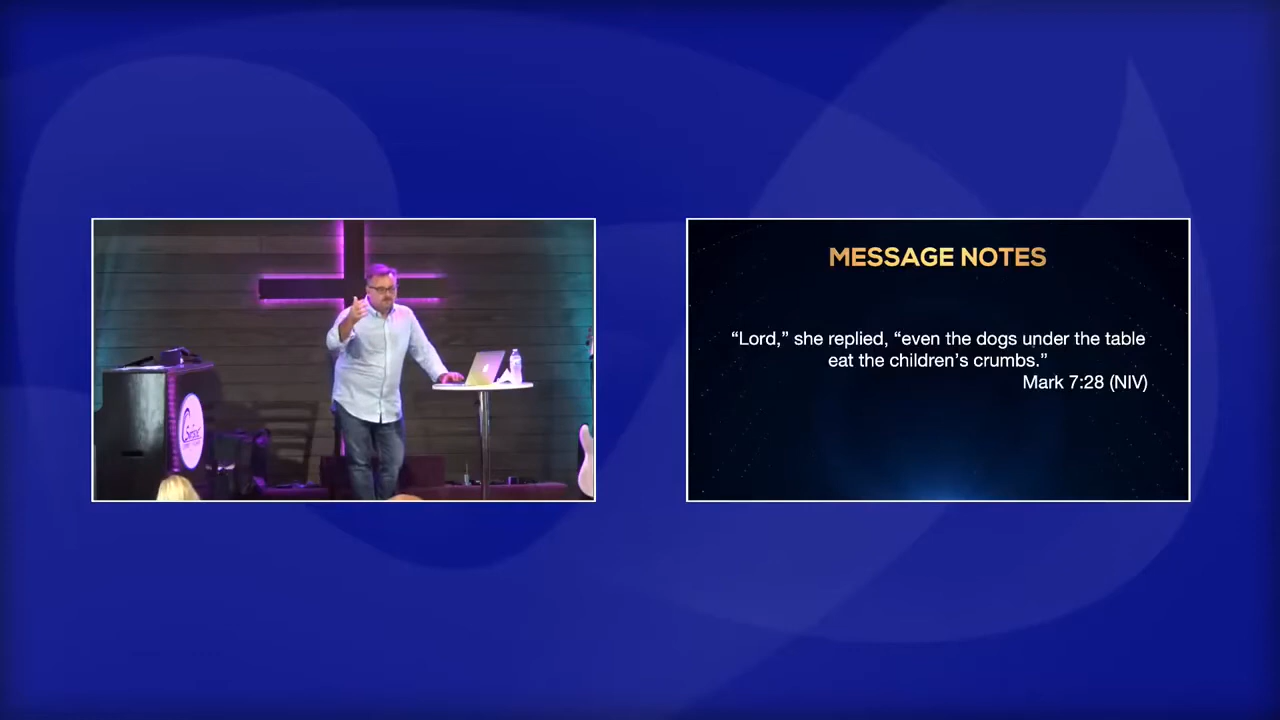 MESSAGE NOTES
“Lord,” she replied, “even the dogs under the table
eat the children’s crumbs.”
Mark 7:28 (NIV)